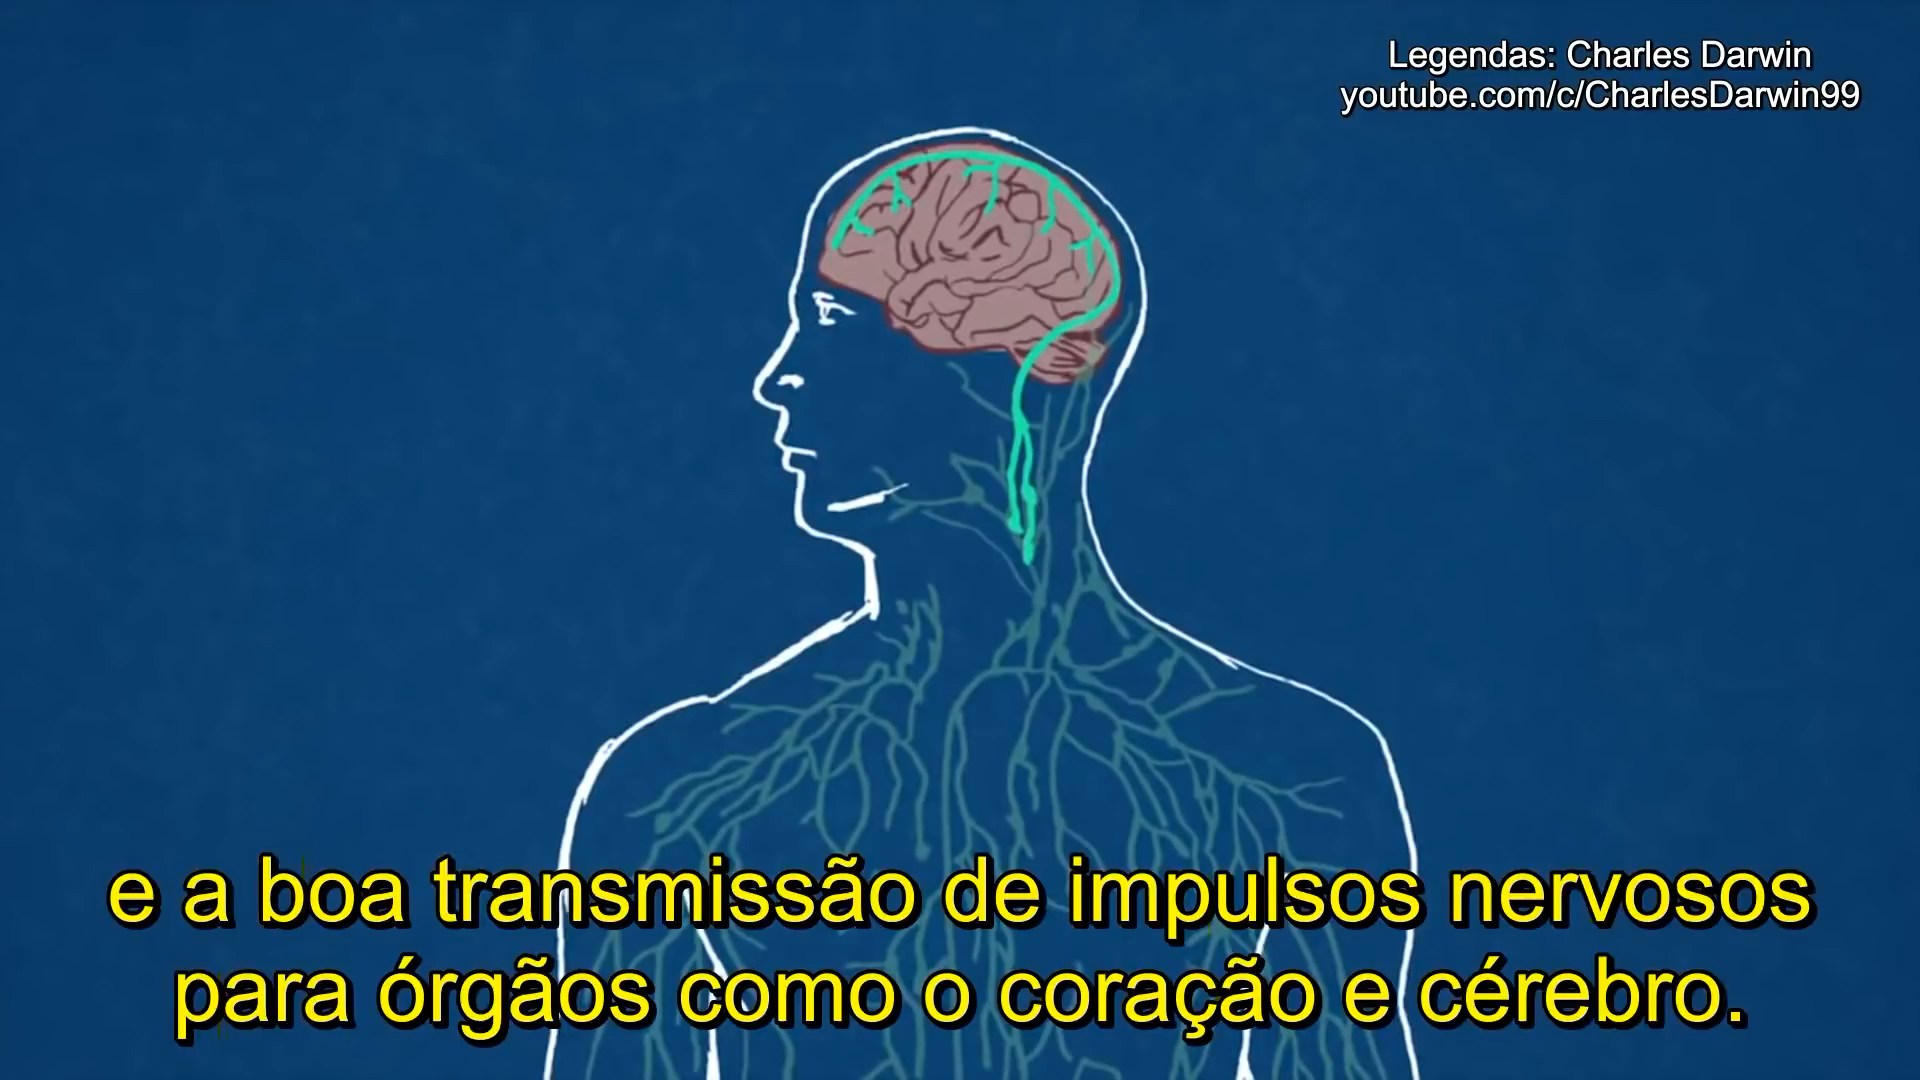 Legendas: Charles Darwin
youtube.com/c/CharlesDarwin99
e a boa transmissão de impulsos nervosos
para órgãos como o coração e cérebro.